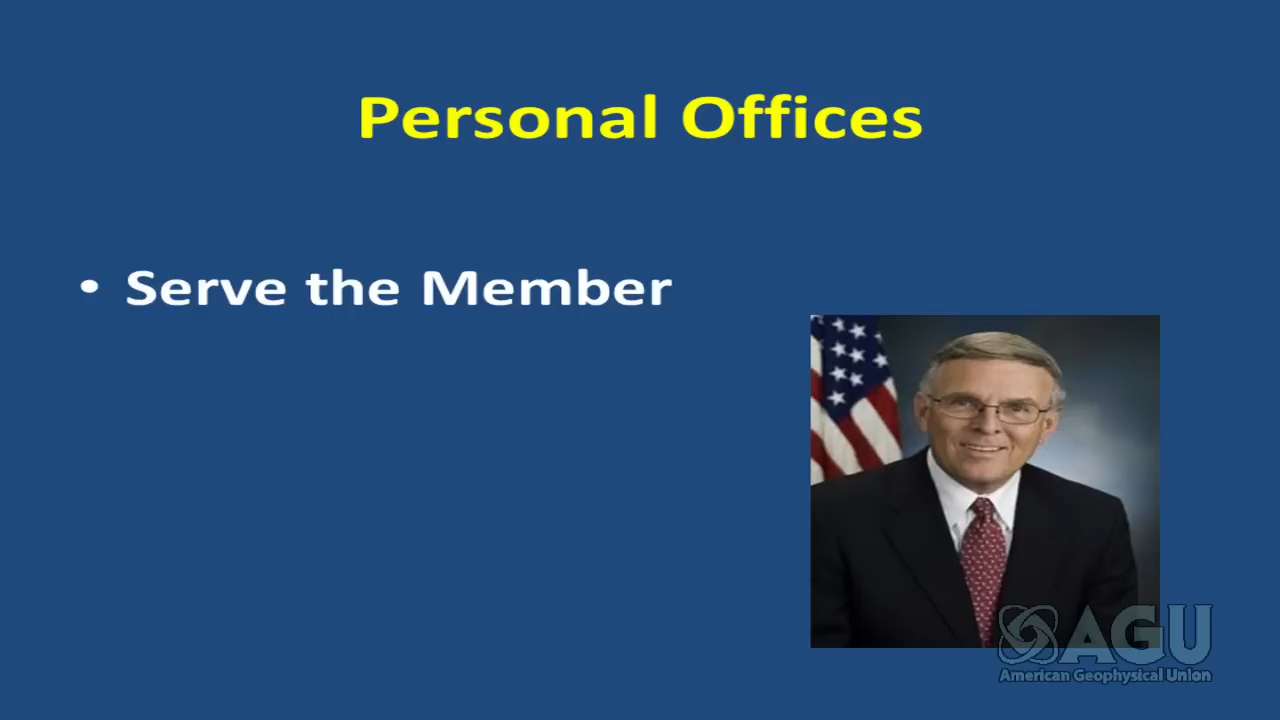 Personal Offices
• Serve the Member
AGU
American Geophysical Union